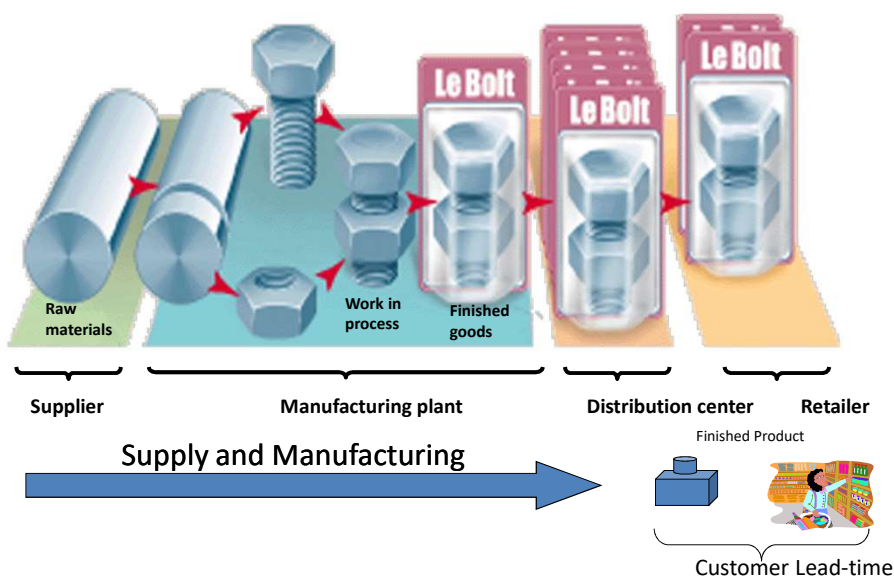 Le Bolt
Le Bolt
Le Bolt
Raw
materials
Work in
process
Finished
goods
Supplier
Manufacturing plant
Distribution center
Retailer
Finished Product
Supply and Manufacturing
Customer Lead-time